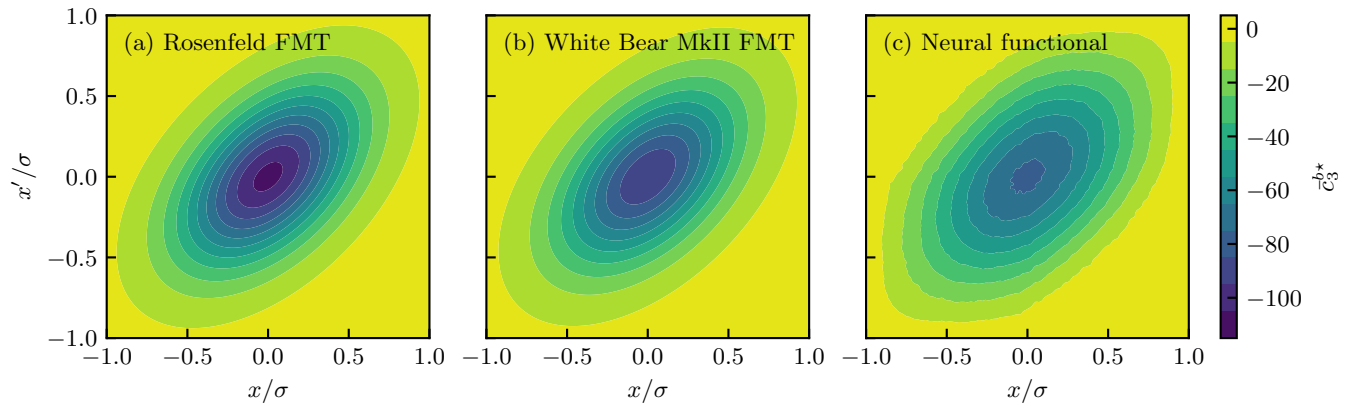 (a) Rosenfeld FMT
(b) White Bear MkII FMT
(c) Neural functional
1.0
0.5
0.0
−0.5
−1.0
x′/σ
−1.0 −0.5 0.0 0.5 1.0
x/σ
−1.0 −0.5 0.0 0.5 1.0
x/σ
−1.0 −0.5 0.0 0.5 1.0
x/σ
0
−20
−40
−60
−80
−100
c̄₃ᵇ⋆